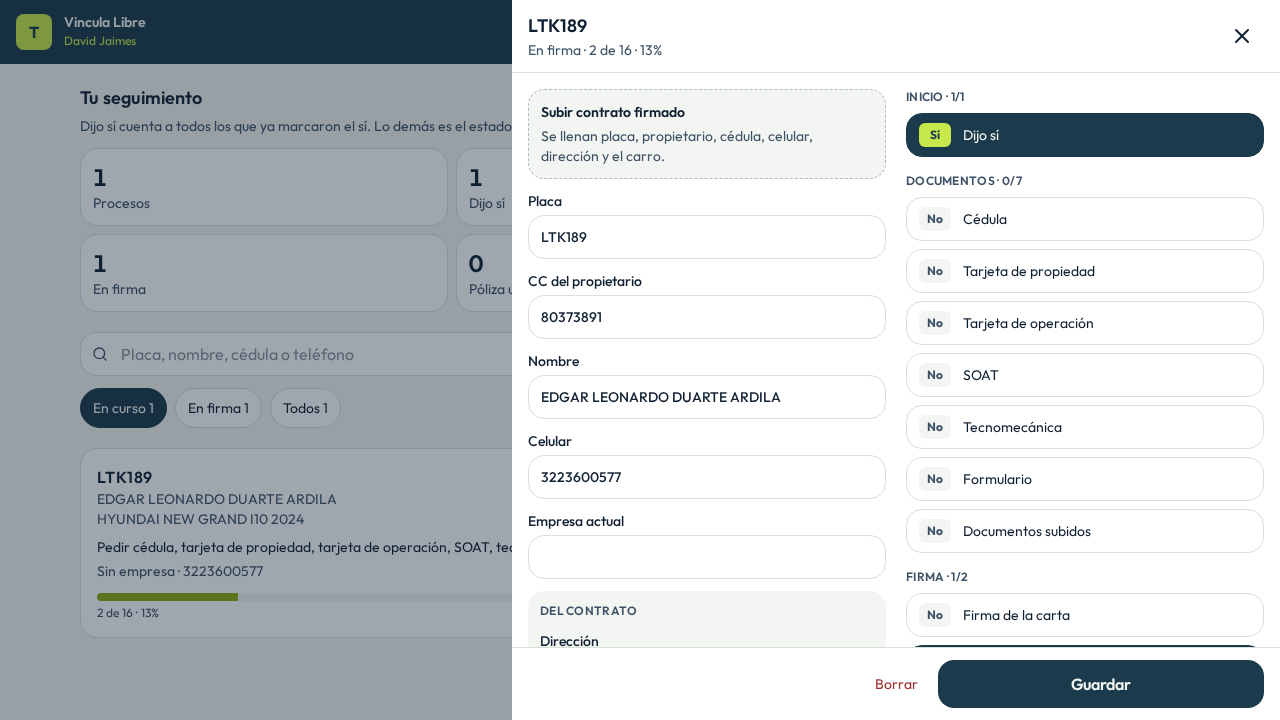 T
Vincula Libre
David Jaimes
Tu seguimiento
Dijo sí cuenta a todos los que ya marcaron el sí. Lo demás es el estado
1
Procesos
1
Dijo sí
1
En firma
0
Póliza
Placa, nombre, cédula o teléfono
En curso 1
En firma 1
Todos 1
LTK189
EDGAR LEONARDO DUARTE ARDILA
HYUNDAI NEW GRAND I10 2024
Pedir cédula, tarjeta de propiedad, tarjeta de operación, SOAT,
Sin empresa · 3223600577
2 de 16 · 13%
LTK189
En firma · 2 de 16 · 13%
Subir contrato firmado
Se llenan placa, propietario, cédula, celular,
dirección y el carro.
Placa
LTK189
CC del propietario
80373891
Nombre
EDGAR LEONARDO DUARTE ARDILA
Celular
3223600577
Empresa actual
DEL CONTRATO
Dirección
INICIO · 1/1
Sí Dijo sí
DOCUMENTOS · 0/7
No Cédula
No Tarjeta de propiedad
No Tarjeta de operación
No SOAT
No Tecnomecánica
No Formulario
No Documentos subidos
FIRMA · 1/2
No Firma de la carta
Borrar
Guardar